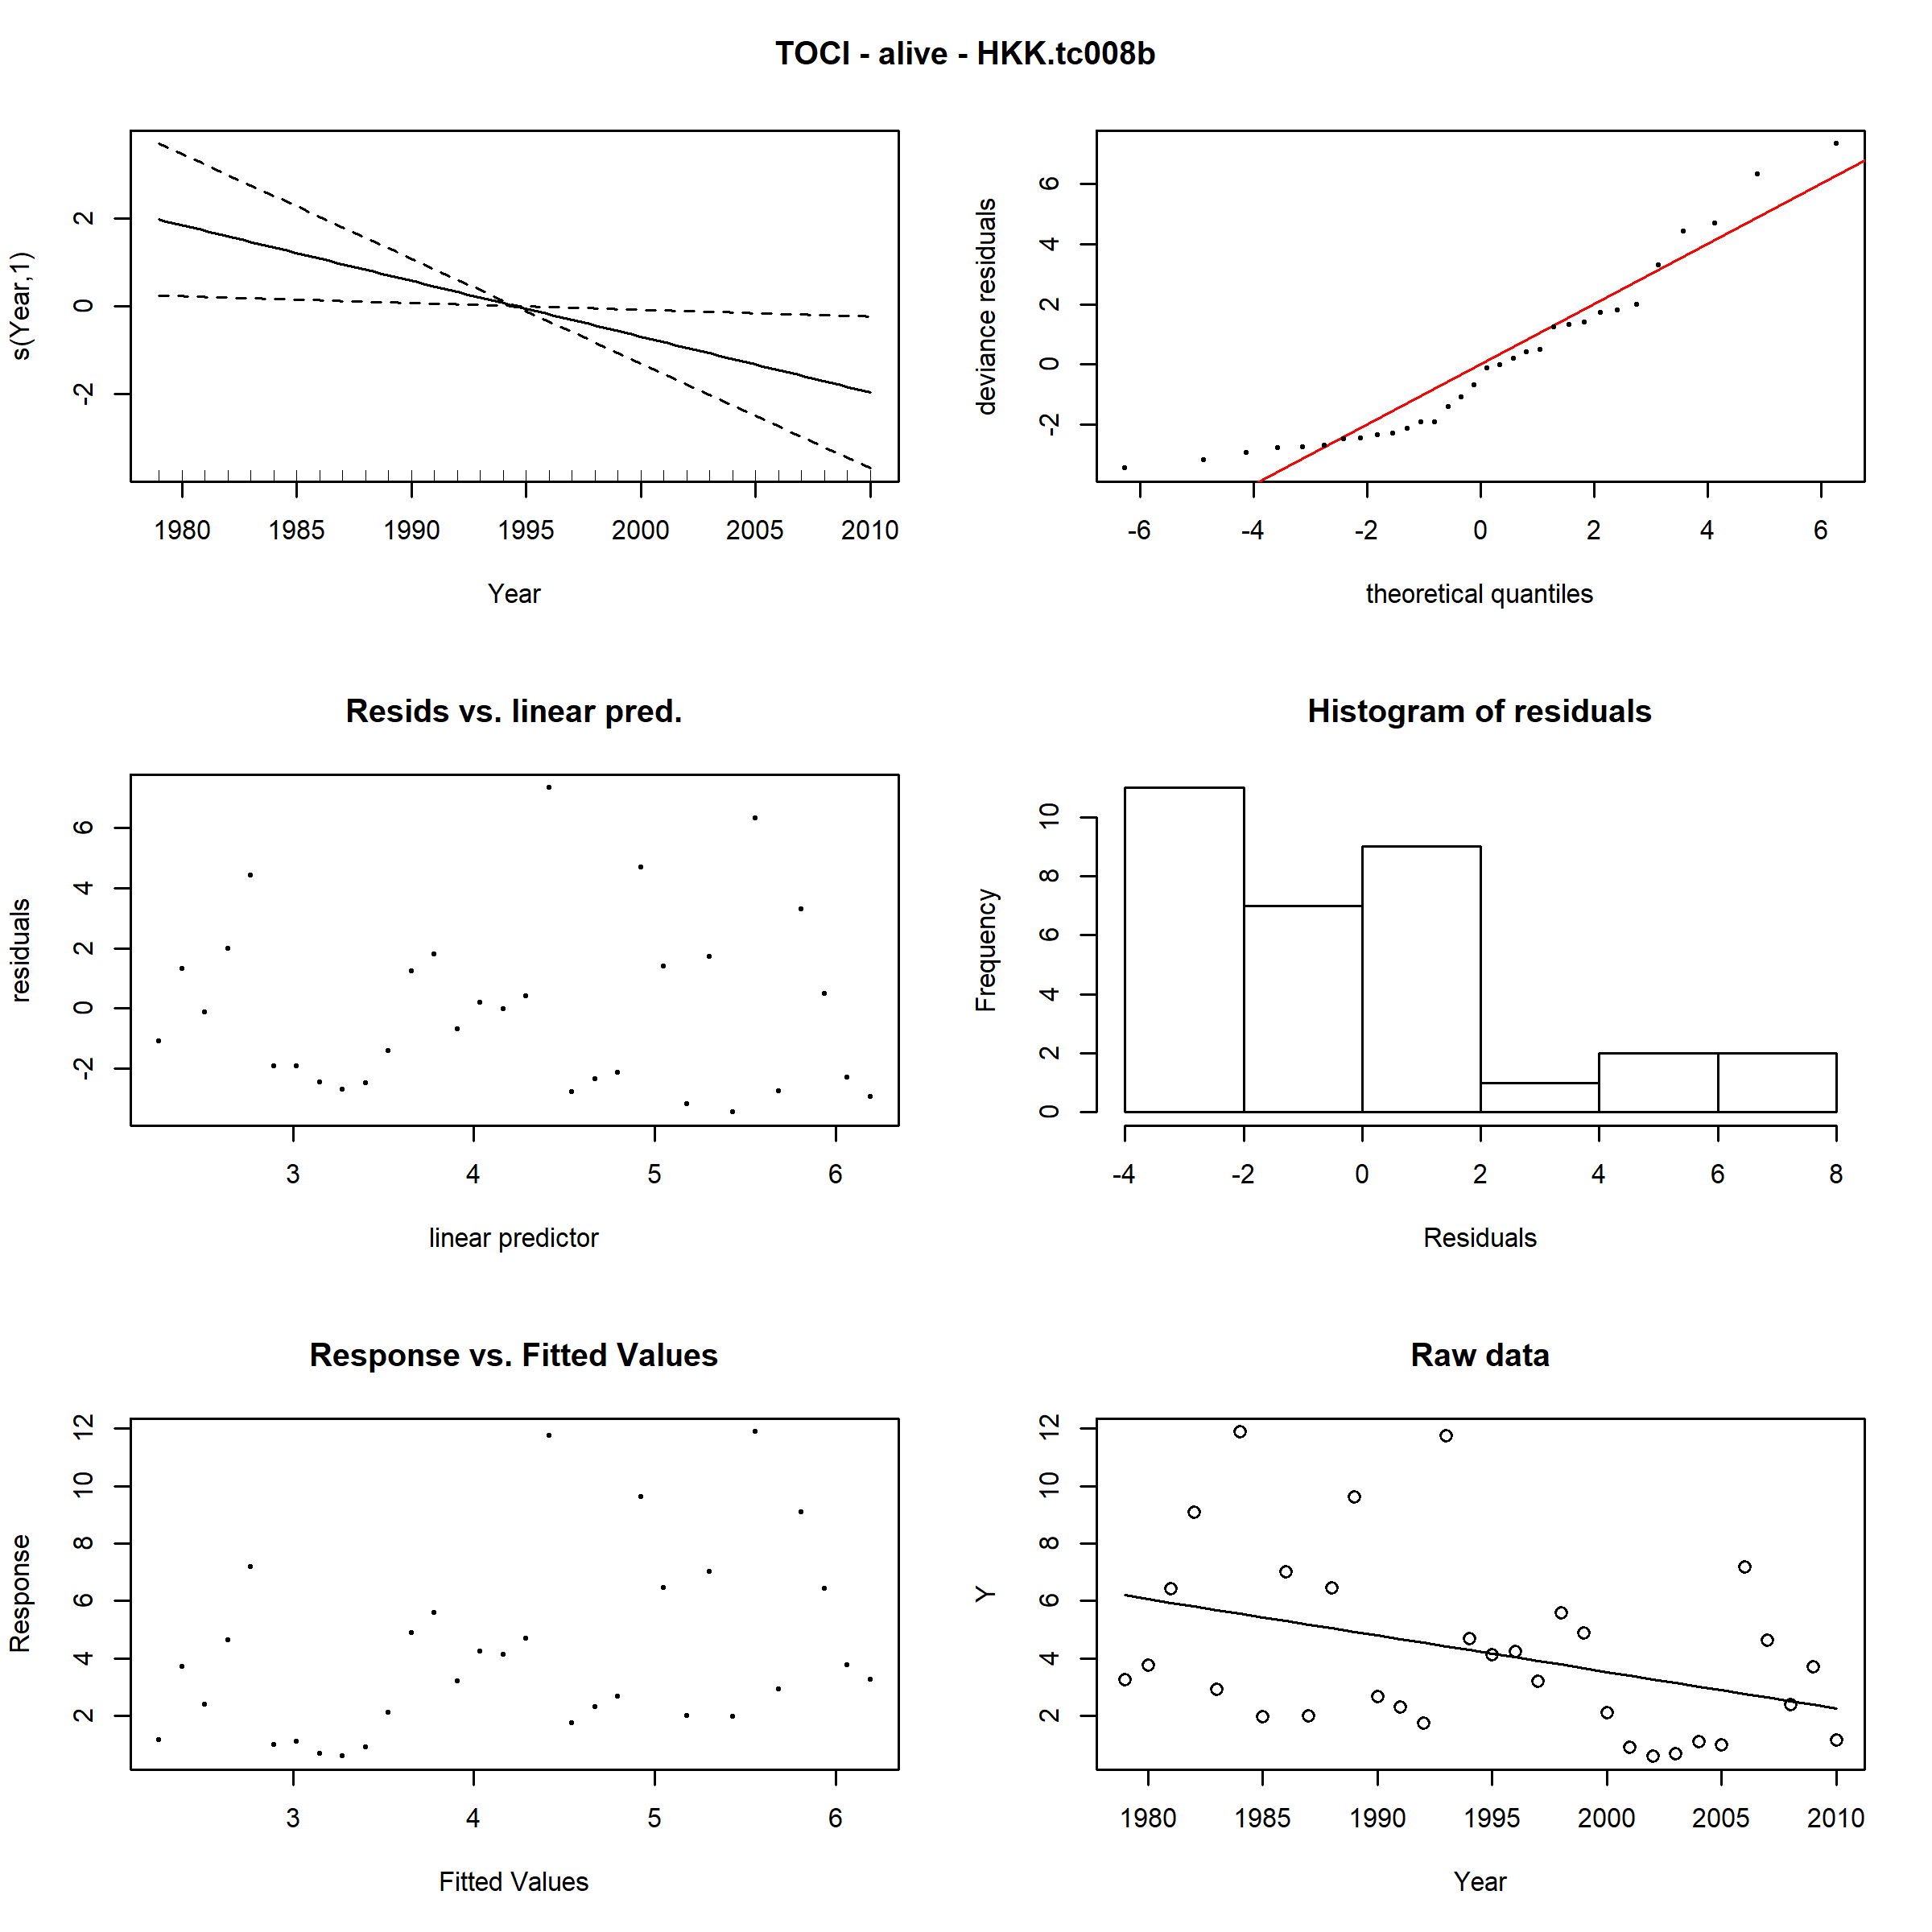 TOCI - alive - HKK.tc008b
s(Year,1)
2
0
-2
1980 1985 1990 1995 2000 2005 2010
Year
deviance residuals
6
4
2
0
-2
-6 -4 -2 0 2 4 6
theoretical quantiles
Resids vs. linear pred.
residuals
6
4
2
0
-2
3 4 5 6
linear predictor
Histogram of residuals
Frequency
10
8
6
4
2
0
-4 -2 0 2 4 6 8
Residuals
Response vs. Fitted Values
Response
12
10
8
6
4
2
3 4 5 6
Fitted Values
Raw data
Y
12
10
8
6
4
2
1980 1985 1990 1995 2000 2005 2010
Year